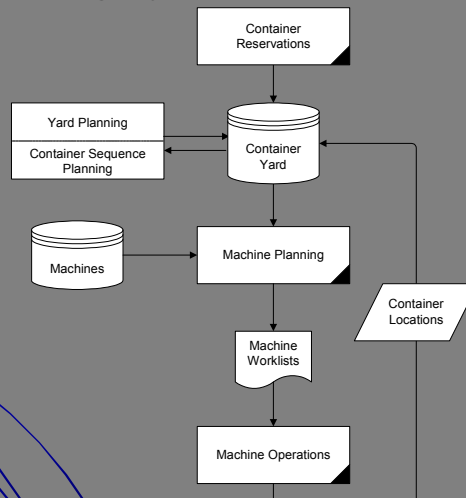 Container
Reservations
Yard Planning
Container Sequence
Planning
Container
Yard
Machines
Machine Planning
Container
Locations
Machine
Worklists
Machine Operations